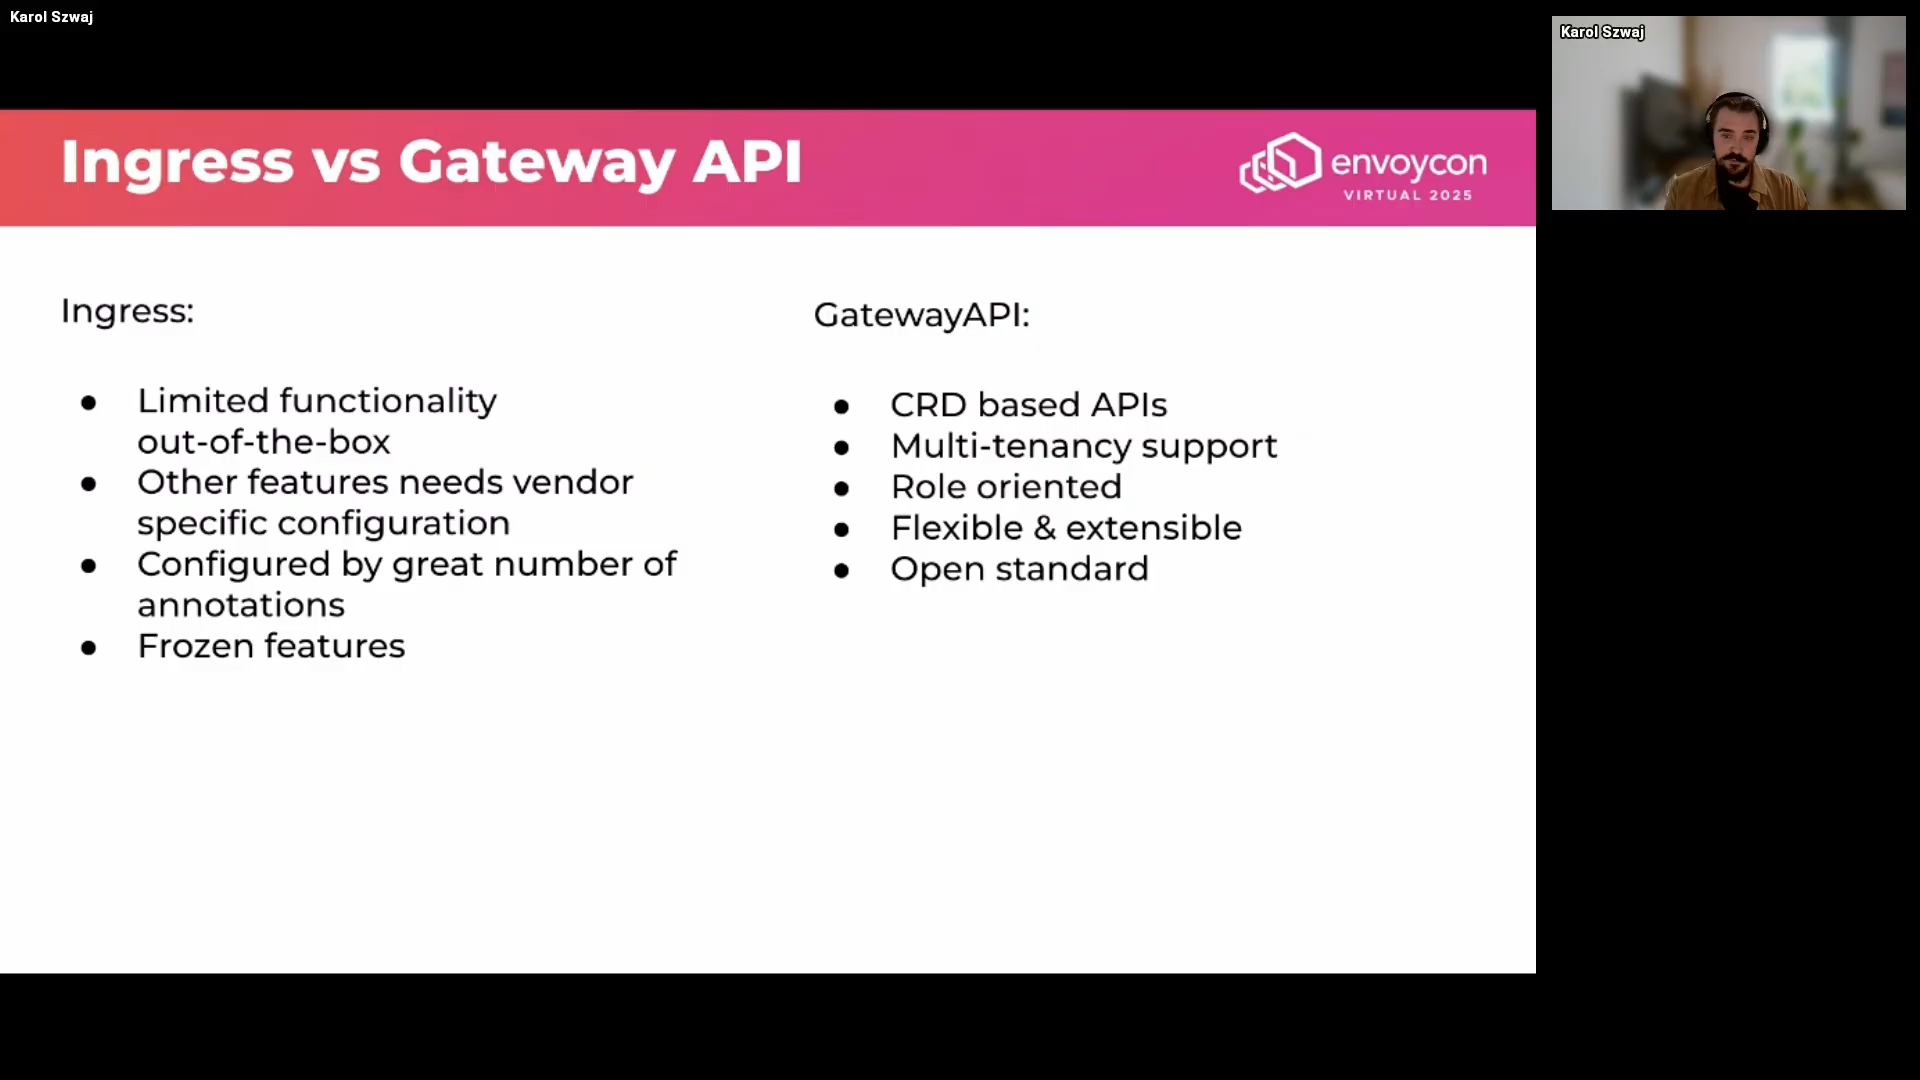 Karol Szwaj
Karol Szwaj
Ingress vs Gateway API
envoycon
VIRTUAL 2025
Ingress:
● Limited functionality
out-of-the-box
● Other features needs vendor
specific configuration
● Configured by great number of
annotations
● Frozen features
GatewayAPI:
● CRD based APIs
● Multi-tenancy support
● Role oriented
● Flexible & extensible
● Open standard